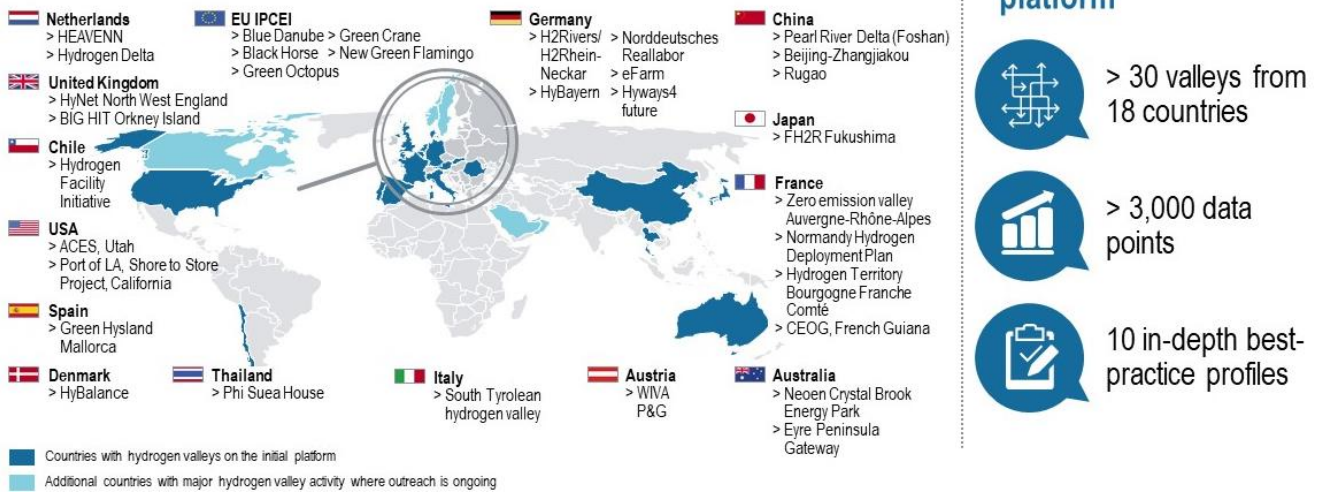 platform
Netherlands
> HEAVENN
> Hydrogen Delta
EU IPCEI
> Blue Danube > Green Crane
> Black Horse > New Green Flamingo
> Green Octopus
Germany
> H2Rivers/
H2Rhein-
Neckar
> HyBayern
> Norddeutsches
Reallabor
> eFarm
> Hyways4
future
China
> Pearl River Delta (Foshan)
> Beijing-Zhangjiakou
> Rugao
United Kingdom
> HyNet North West England
> BIG HIT Orkney Island
Japan
> FH2R Fukushima
Chile
> Hydrogen
Facility
Initiative
France
> Zero emission valley
Auvergne-Rhône-Alpes
> Normandy Hydrogen
Deployment Plan
> Hydrogen Territory
Bourgogne Franche
Comté
> CEOG, French Guiana
USA
> ACES, Utah
> Port of LA, Shore to Store
Project, California
Spain
> Green Hysland
Mallorca
Denmark
> HyBalance
Thailand
> Phi Suea House
Italy
> South Tyrolean
hydrogen valley
Austria
> WIVA
P&G
Australia
> Neoen Crystal Brook
Energy Park
> Eyre Peninsula
Gateway
Countries with hydrogen valleys on the initial platform
Additional countries with major hydrogen valley activity where outreach is ongoing
> 30 valleys from
18 countries
> 3,000 data
points
10 in-depth best-
practice profiles